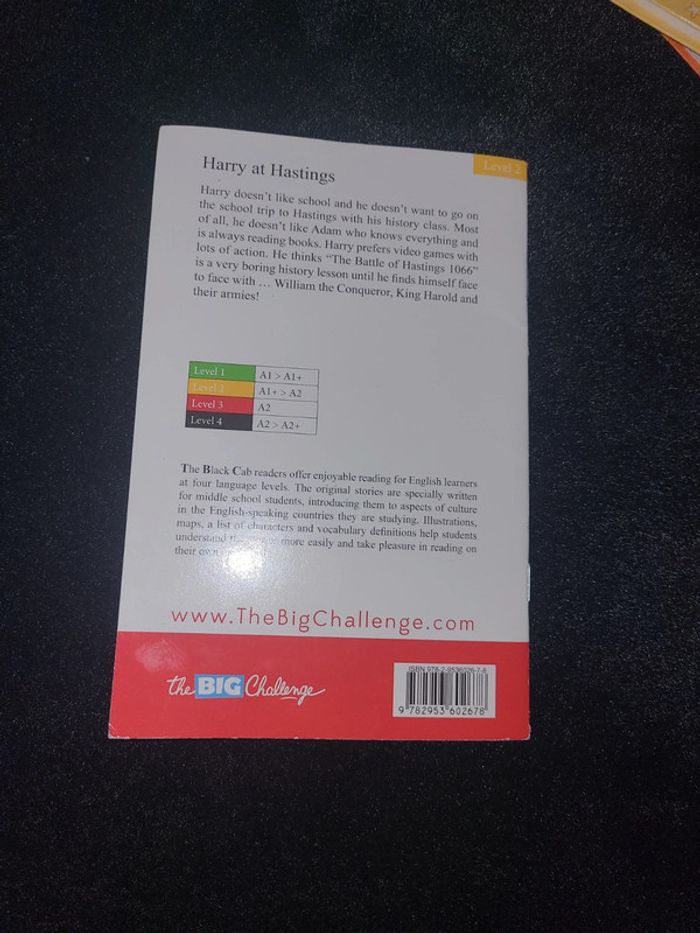 Level 2
Harry at Hastings
Harry doesn't like school and he doesn't want to go on
the school trip to Hastings with his history class. Most
of all, he doesn't like Adam who knows everything and
is always reading books. Harry prefers video games with
lots of action. He thinks "The Battle of Hastings 1066"
is a very boring history lesson until he finds himself face
to face with ... William the Conqueror, King Harold and
their armies!
Level 1 A1 > A1+
Level 2 A1+ > A2
Level 3 A2
Level 4 A2 > A2+
The Black Cab readers offer enjoyable reading for English learners
at four language levels. The original stories are specially written
for middle school students, introducing them to aspects of culture
in the English-speaking countries they are studying. Illustrations,
maps, a list of characters and vocabulary definitions help students
understand more easily and take pleasure in reading on
their own
www.TheBigChallenge.com
the BIG Challenge
ISBN 978-2-9536026-7-8
9 782953 602678